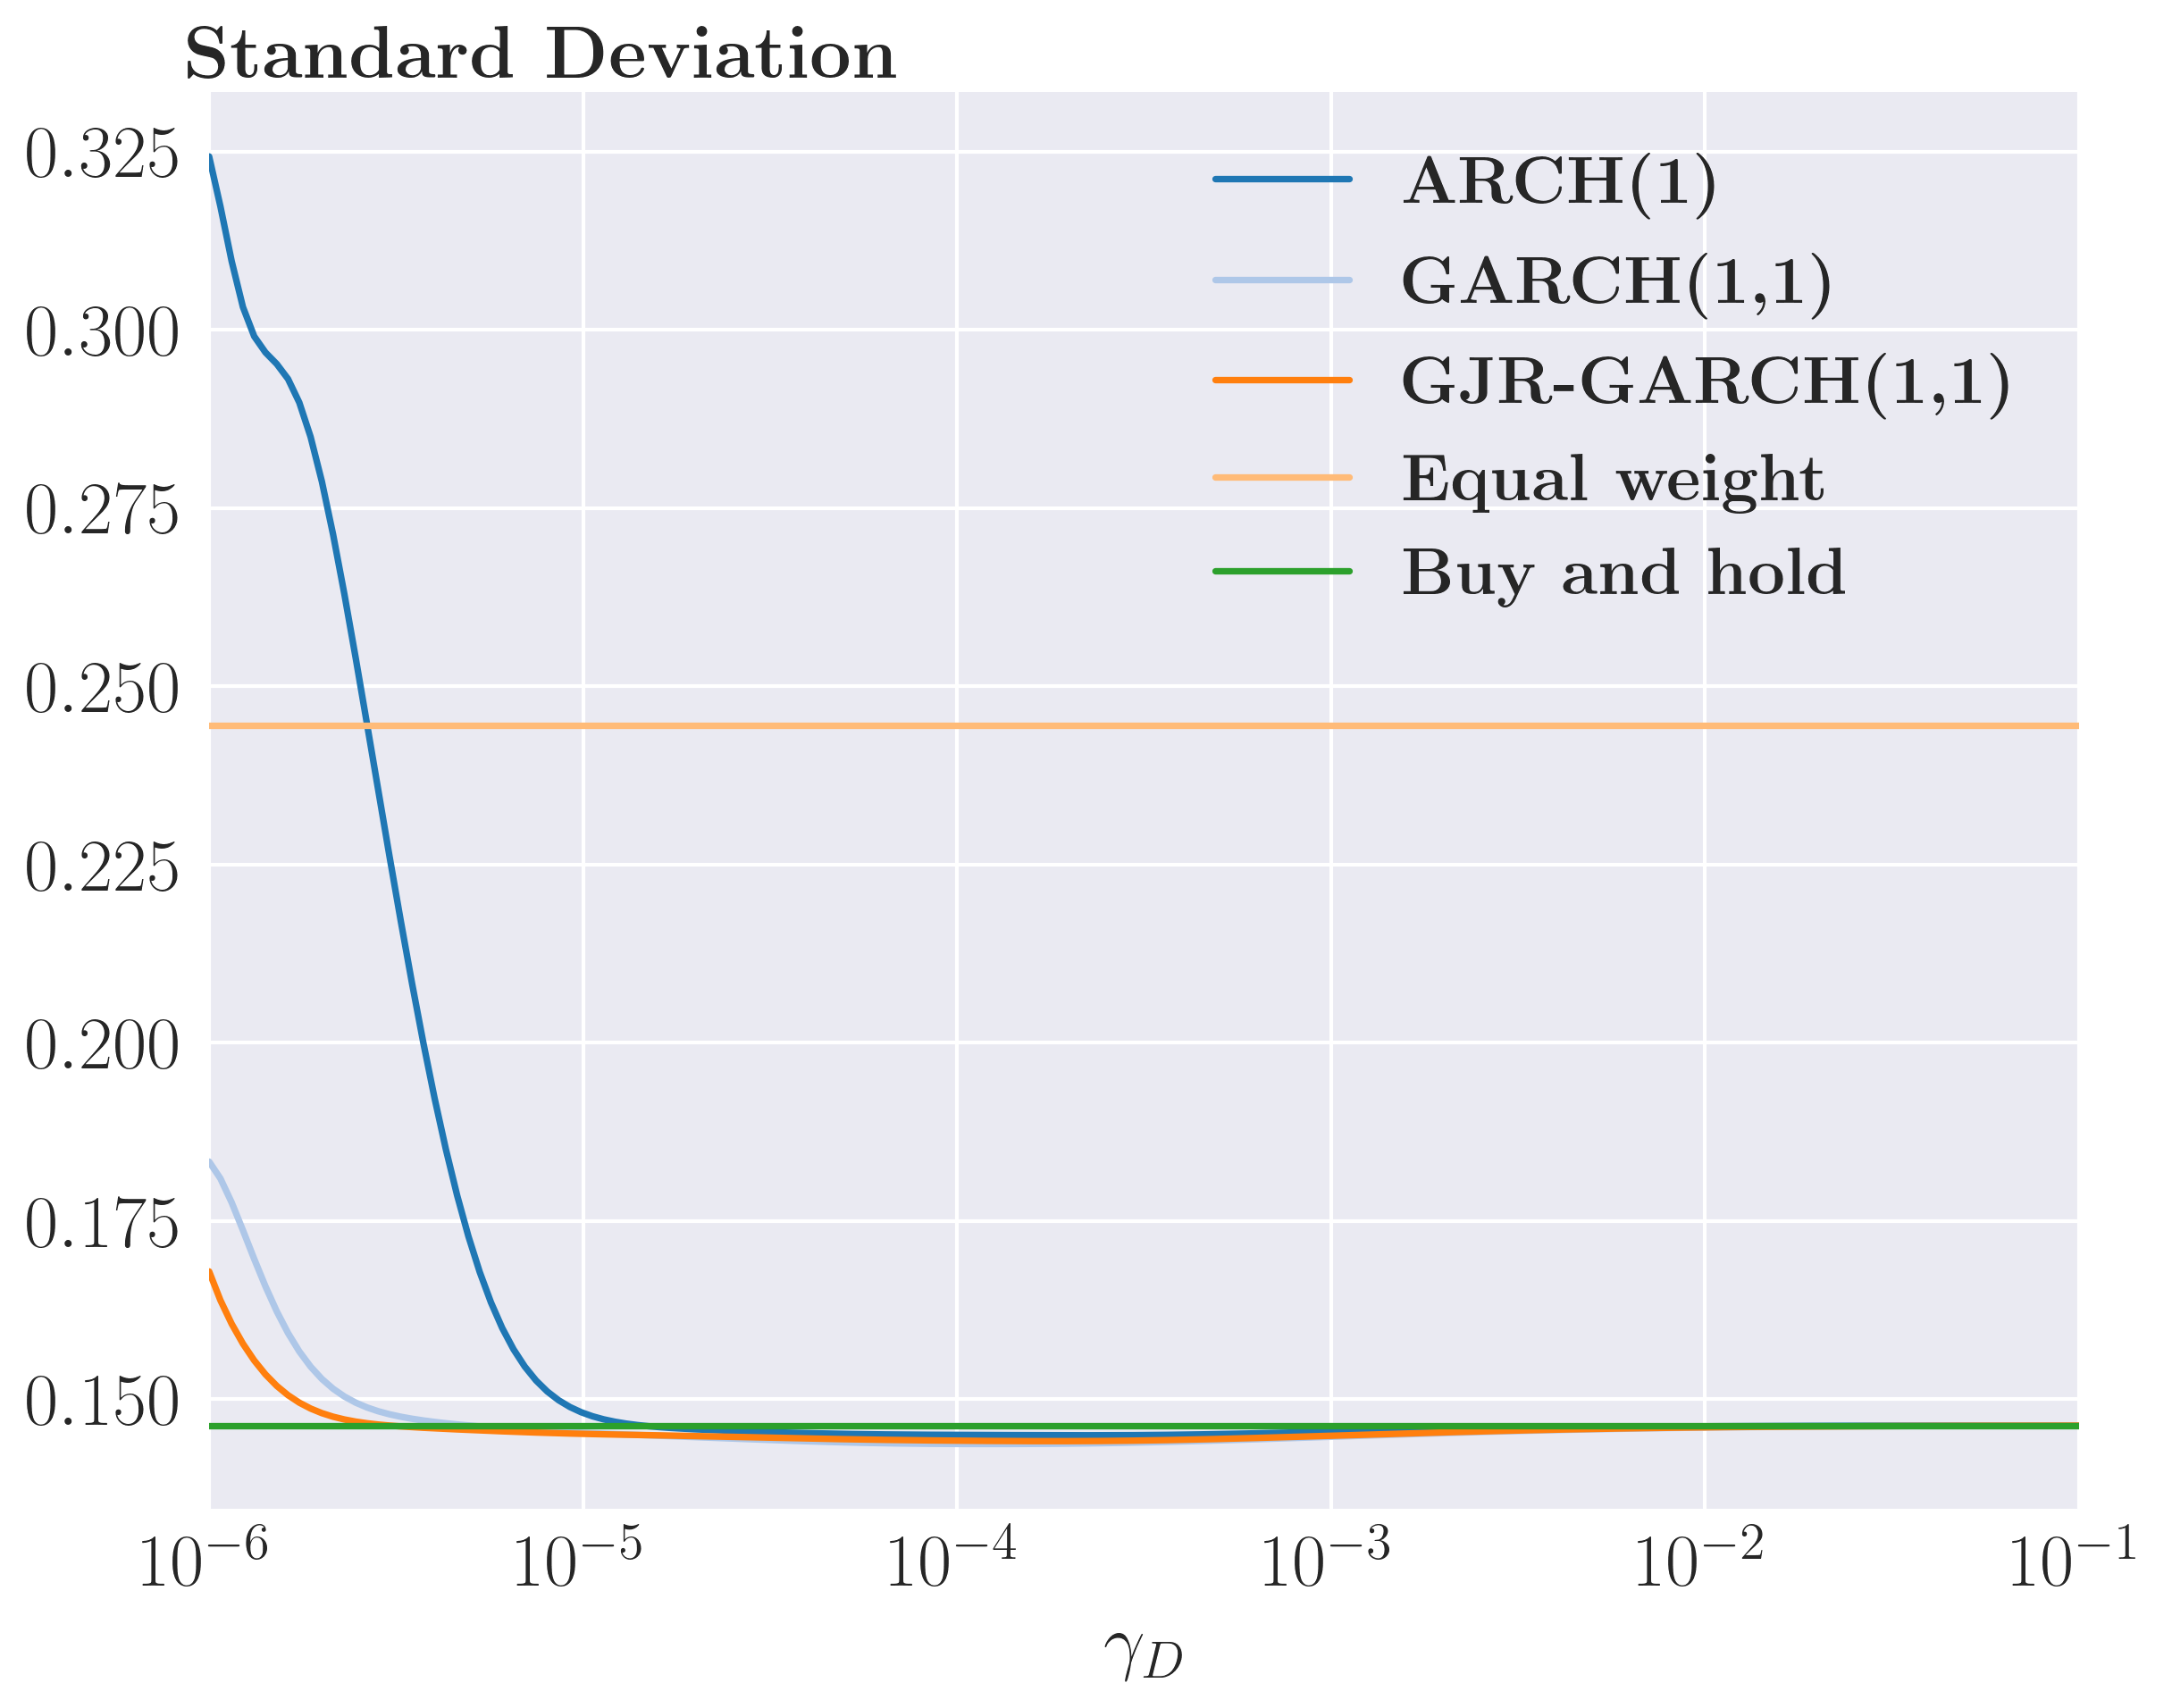 Standard Deviation
0.325
0.300
0.275
0.250
0.225
0.200
0.175
0.150
ARCH(1)
GARCH(1,1)
GJR-GARCH(1,1)
Equal weight
Buy and hold
10⁻⁶ 10⁻⁵ 10⁻⁴ 10⁻³ 10⁻² 10⁻¹
γ_D